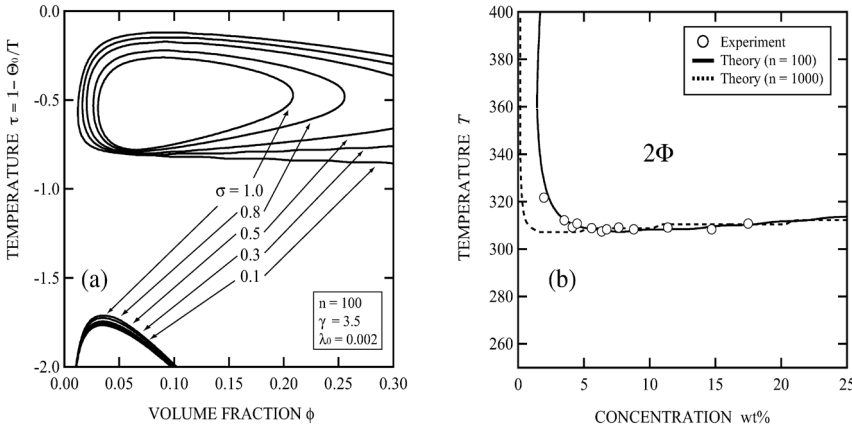 TEMPERATURE τ = 1− Θ₀/T
0.0
-0.5
-1.0
-1.5
-2.0
σ = 1.0
0.8
0.5
0.3
0.1
(a)
n = 100
γ = 3.5
λ₀ = 0.002
0.00 0.05 0.10 0.15 0.20 0.25 0.30
VOLUME FRACTION ϕ
TEMPERATURE T
400
380
360
340
320
300
280
260
Experiment
Theory (n = 100)
Theory (n = 1000)
2Φ
(b)
0 5 10 15 20 25
CONCENTRATION wt%